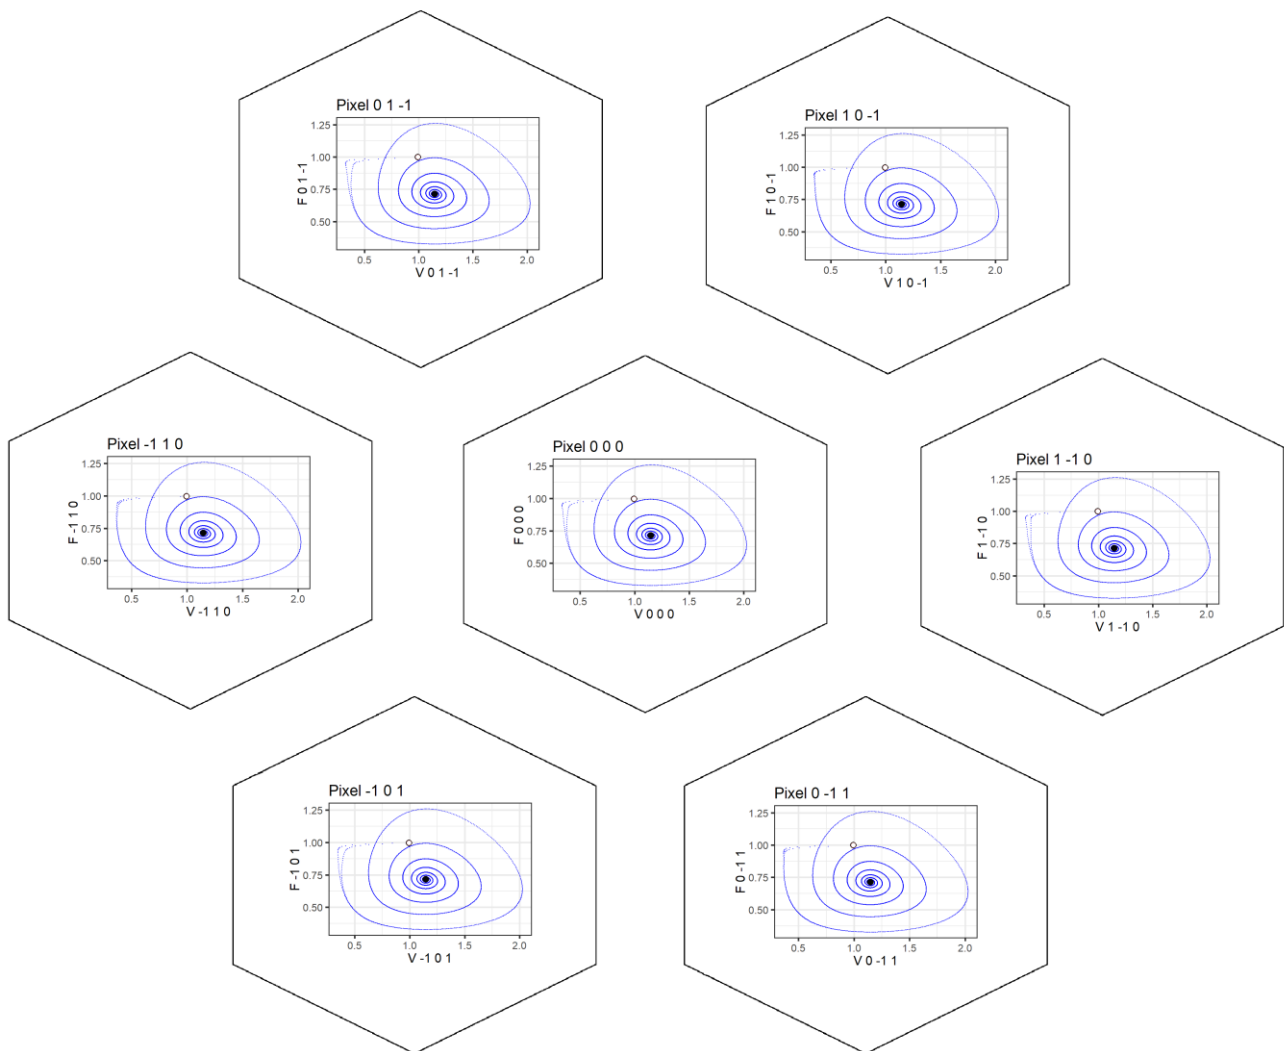 Pixel 0 1 -1
1.25
1.00
0.75
0.50
F 0 1 -1
0.5 1.0 1.5 2.0
V 0 1 -1
Pixel 1 0 -1
1.25
1.00
0.75
0.50
F 1 0 -1
0.5 1.0 1.5 2.0
V 1 0 -1
Pixel -1 1 0
1.25
1.00
0.75
0.50
F -1 1 0
0.5 1.0 1.5 2.0
V -1 1 0
Pixel 0 0 0
1.25
1.00
0.75
0.50
F 0 0 0
0.5 1.0 1.5 2.0
V 0 0 0
Pixel 1 -1 0
1.25
1.00
0.75
0.50
F 1 -1 0
0.5 1.0 1.5 2.0
V 1 -1 0
Pixel -1 0 1
1.25
1.00
0.75
0.50
F -1 0 1
0.5 1.0 1.5 2.0
V -1 0 1
Pixel 0 -1 1
1.25
1.00
0.75
0.50
F 0 -1 1
0.5 1.0 1.5 2.0
V 0 -1 1